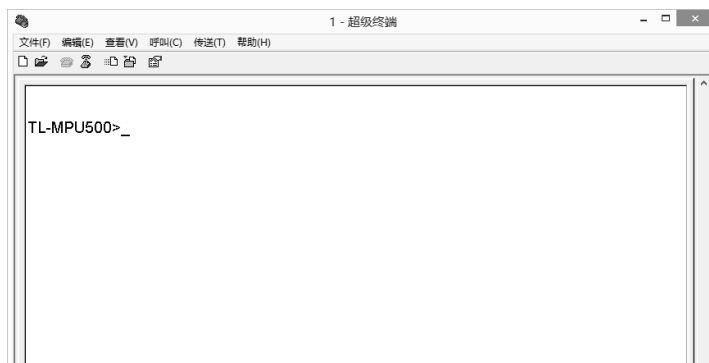 1 - 超级终端
文件(F) 编辑(E) 查看(V) 呼叫(C) 传送(T) 帮助(H)
TL-MPU500>_